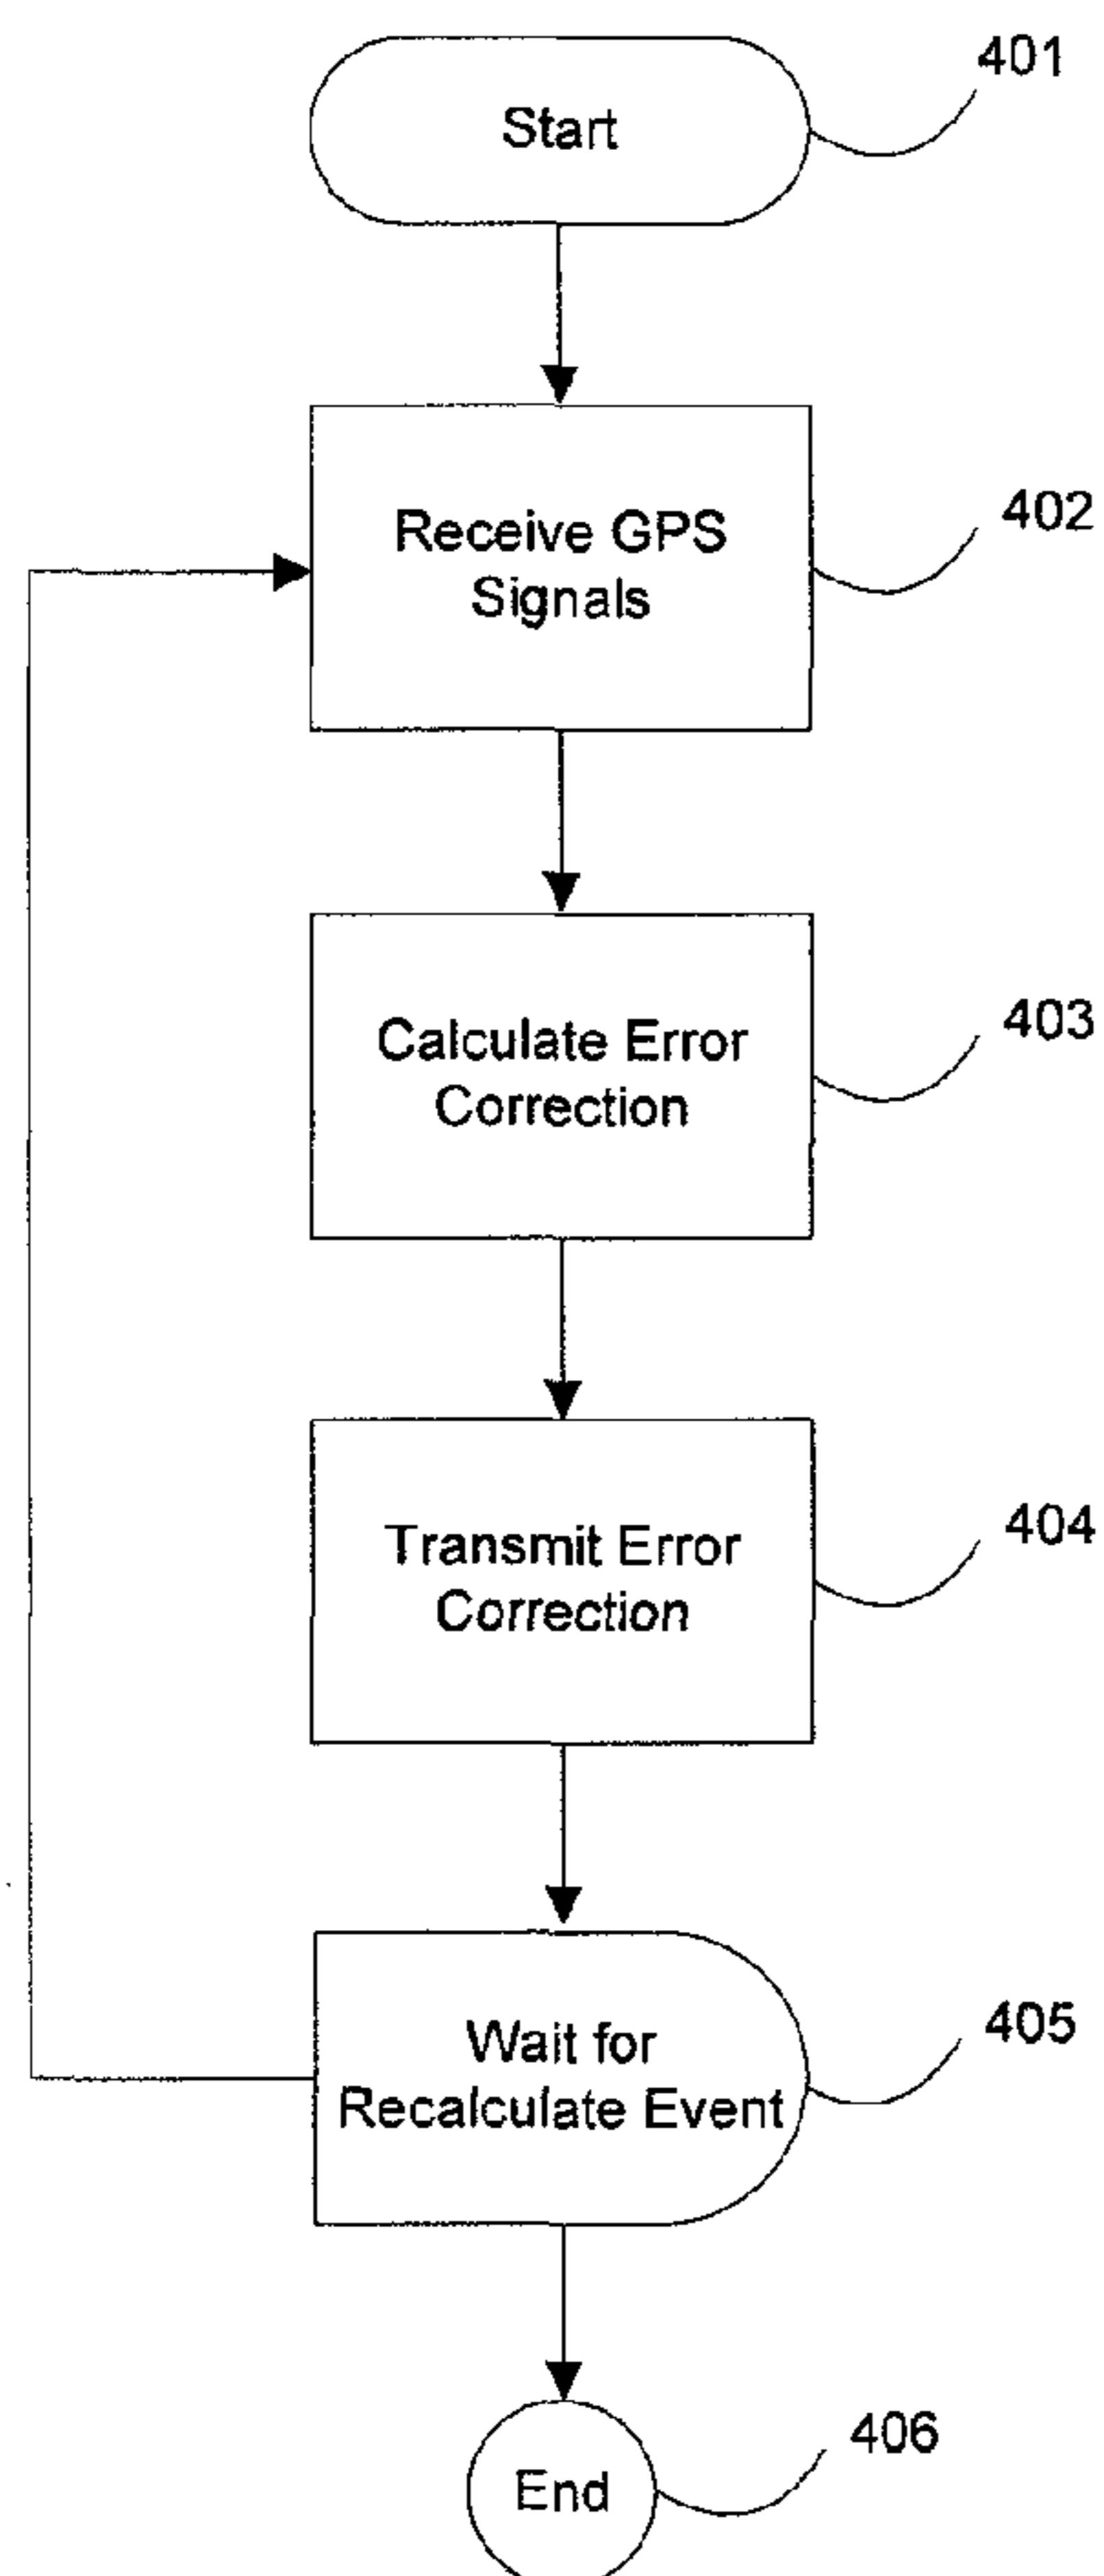 Start
401
Receive GPS
Signals
402
Calculate Error
Correction
403
Transmit Error
Correction
404
Wait for
Recalculate Event
405
End
406